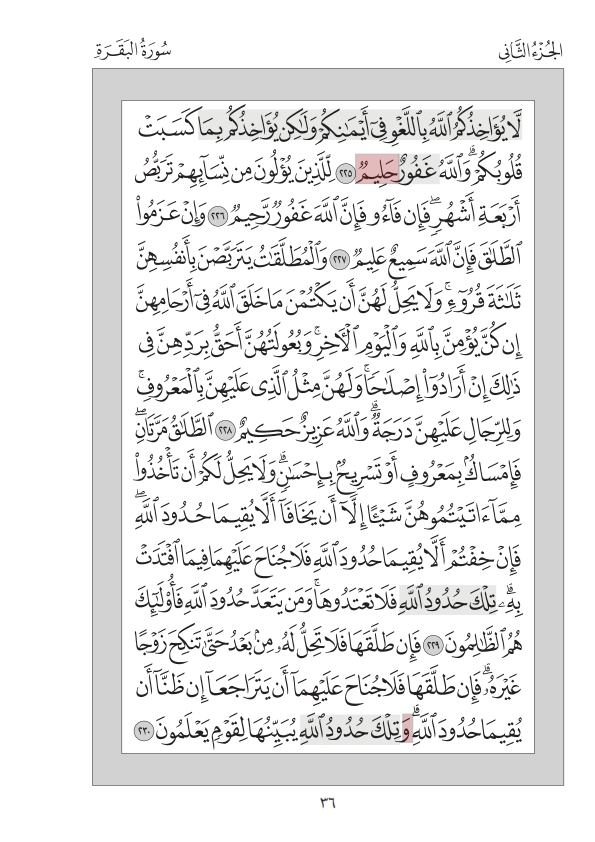 الجُزْءُ الثَّانِي
سُورَةُ البَقَرَةِ
لَّا يُؤَاخِذُكُمُ ٱللَّهُ بِٱللَّغْوِ فِىٓ أَيْمَٰنِكُمْ وَلَٰكِن يُؤَاخِذُكُم بِمَا كَسَبَتْ
قُلُوبُكُمْ ۗ وَٱللَّهُ غَفُورٌ حَلِيمٌ ٢٢٥ لِّلَّذِينَ يُؤْلُونَ مِن نِّسَآئِهِمْ تَرَبُّصُ
أَرْبَعَةِ أَشْهُرٍ ۖ فَإِن فَآءُو فَإِنَّ ٱللَّهَ غَفُورٌ رَّحِيمٌ ٢٢٦ وَإِنْ عَزَمُوا۟
ٱلطَّلَٰقَ فَإِنَّ ٱللَّهَ سَمِيعٌ عَلِيمٌ ٢٢٧ وَٱلْمُطَلَّقَٰتُ يَتَرَبَّصْنَ بِأَنفُسِهِنَّ
ثَلَٰثَةَ قُرُوٓءٍ ۚ وَلَا يَحِلُّ لَهُنَّ أَن يَكْتُمْنَ مَا خَلَقَ ٱللَّهُ فِىٓ أَرْحَامِهِنَّ
إِن كُنَّ يُؤْمِنَّ بِٱللَّهِ وَٱلْيَوْمِ ٱلْءَاخِرِ ۚ وَبُعُولَتُهُنَّ أَحَقُّ بِرَدِّهِنَّ فِى
ذَٰلِكَ إِنْ أَرَادُوٓا۟ إِصْلَٰحًا ۚ وَلَهُنَّ مِثْلُ ٱلَّذِى عَلَيْهِنَّ بِٱلْمَعْرُوفِ ۚ
وَلِلرِّجَالِ عَلَيْهِنَّ دَرَجَةٌ ۗ وَٱللَّهُ عَزِيزٌ حَكِيمٌ ٢٢٨ ٱلطَّلَٰقُ مَرَّتَانِ ۖ
فَإِمْسَاكٌۢ بِمَعْرُوفٍ أَوْ تَسْرِيحٌۢ بِإِحْسَٰنٍ ۗ وَلَا يَحِلُّ لَكُمْ أَن تَأْخُذُوا۟
مِمَّآ ءَاتَيْتُمُوهُنَّ شَيْـًٔا إِلَّآ أَن يَخَافَآ أَلَّا يُقِيمَا حُدُودَ ٱللَّهِ ۖ
فَإِنْ خِفْتُمْ أَلَّا يُقِيمَا حُدُودَ ٱللَّهِ فَلَا جُنَاحَ عَلَيْهِمَا فِيمَا ٱفْتَدَتْ
بِهِۦ ۗ تِلْكَ حُدُودُ ٱللَّهِ فَلَا تَعْتَدُوهَا ۚ وَمَن يَتَعَدَّ حُدُودَ ٱللَّهِ فَأُو۟لَٰٓئِكَ
هُمُ ٱلظَّٰلِمُونَ ٢٢٩ فَإِن طَلَّقَهَا فَلَا تَحِلُّ لَهُۥ مِنۢ بَعْدُ حَتَّىٰ تَنكِحَ زَوْجًا
غَيْرَهُۥ ۗ فَإِن طَلَّقَهَا فَلَا جُنَاحَ عَلَيْهِمَآ أَن يَتَرَاجَعَآ إِن ظَنَّآ أَن
يُقِيمَا حُدُودَ ٱللَّهِ ۗ وَتِلْكَ حُدُودُ ٱللَّهِ يُبَيِّنُهَا لِقَوْمٍ يَعْلَمُونَ ٢٣٠
٣٦